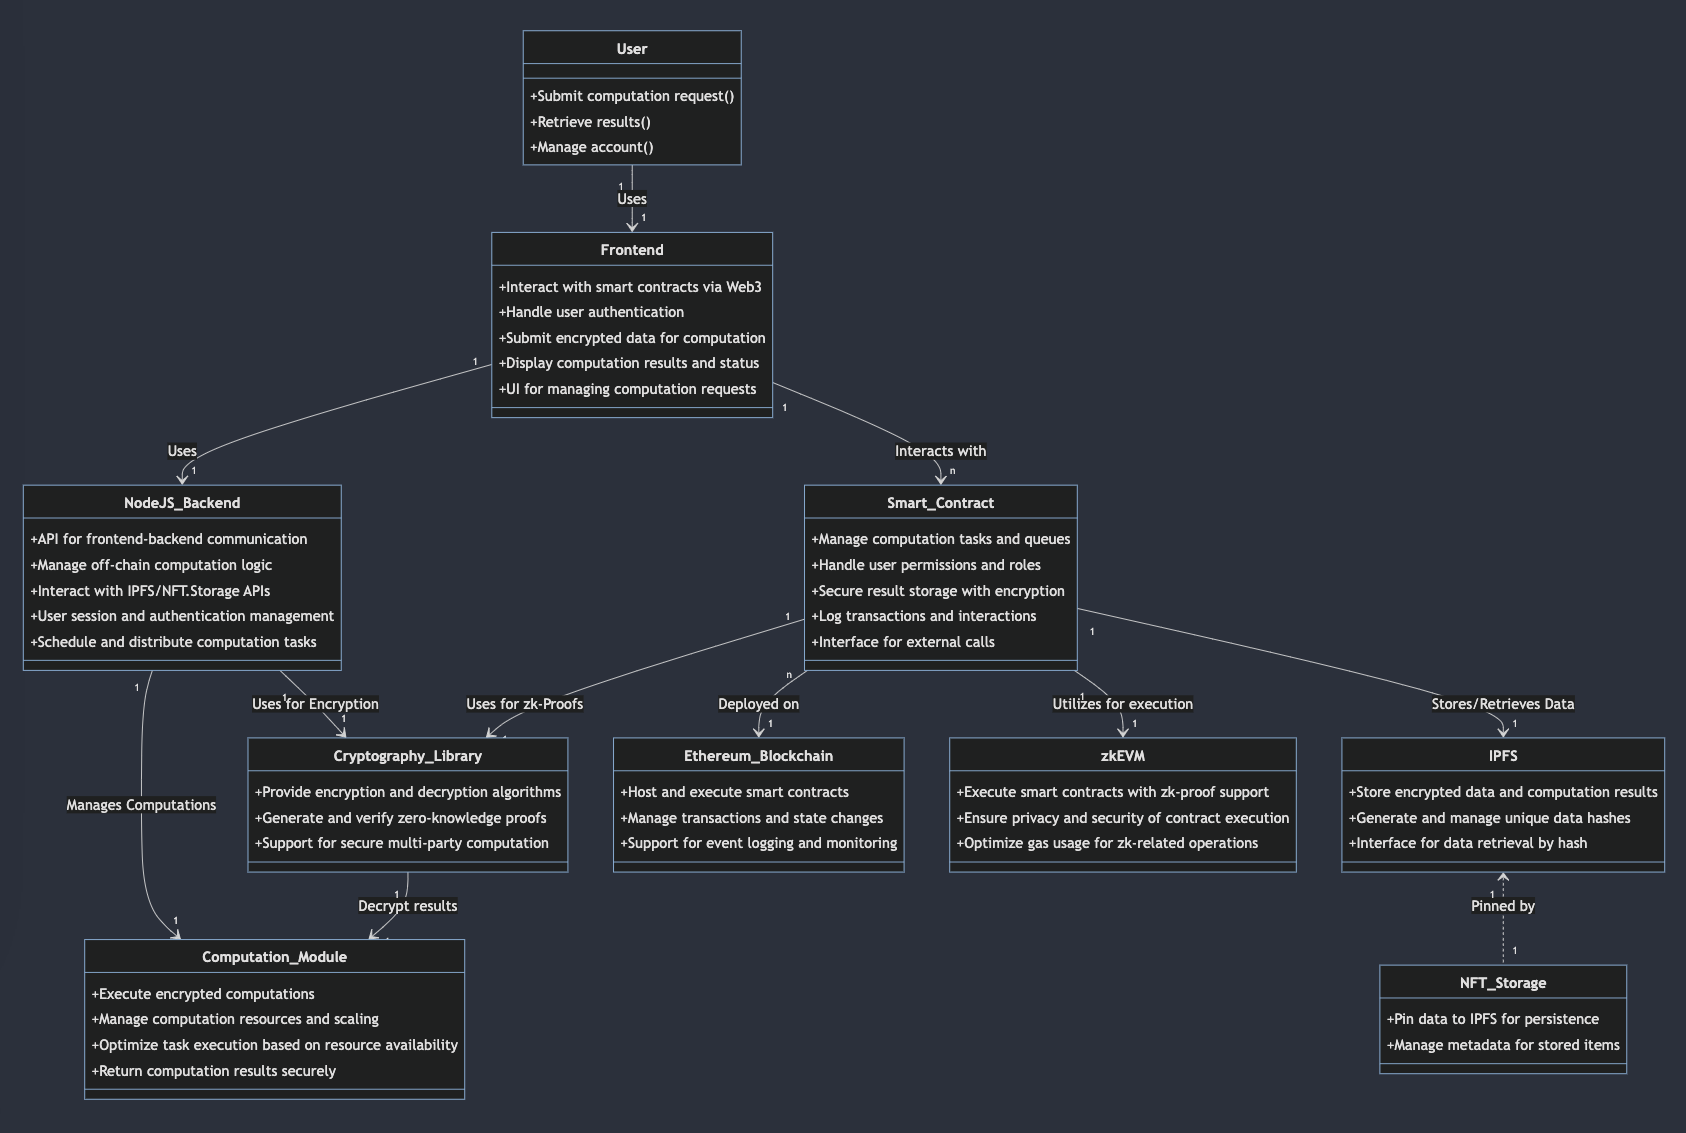 User
+Submit computation request()
+Retrieve results()
+Manage account()
1
Uses
1
Frontend
+Interact with smart contracts via Web3
+Handle user authentication
+Submit encrypted data for computation
+Display computation results and status
+UI for managing computation requests
1
1
Uses
1
Interacts with
n
NodeJS_Backend
+API for frontend-backend communication
+Manage off-chain computation logic
+Interact with IPFS/NFT.Storage APIs
+User session and authentication management
+Schedule and distribute computation tasks
Smart_Contract
+Manage computation tasks and queues
+Handle user permissions and roles
+Secure result storage with encryption
+Log transactions and interactions
+Interface for external calls
1
1
1
n
1
1
Uses for Encryption
1
Uses for zk-Proofs
Deployed on
1
Utilizes for execution
1
Stores/Retrieves Data
1
Cryptography_Library
+Provide encryption and decryption algorithms
+Generate and verify zero-knowledge proofs
+Support for secure multi-party computation
Ethereum_Blockchain
+Host and execute smart contracts
+Manage transactions and state changes
+Support for event logging and monitoring
zkEVM
+Execute smart contracts with zk-proof support
+Ensure privacy and security of contract execution
+Optimize gas usage for zk-related operations
IPFS
+Store encrypted data and computation results
+Generate and manage unique data hashes
+Interface for data retrieval by hash
Manages Computations
1
1
Decrypt results
1
Pinned by
1
Computation_Module
+Execute encrypted computations
+Manage computation resources and scaling
+Optimize task execution based on resource availability
+Return computation results securely
NFT_Storage
+Pin data to IPFS for persistence
+Manage metadata for stored items